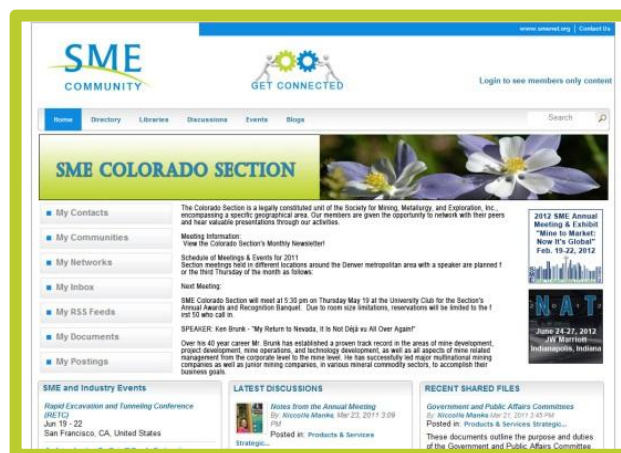 www.smenet.org | Contact Us
SME
COMMUNITY
GET CONNECTED
Login to see members only content
Home Directory Libraries Discussions Events Blogs Search
SME COLORADO SECTION
My Contacts
My Communities
My Networks
My Inbox
My RSS Feeds
My Documents
My Postings
The Colorado Section is a legally constituted unit of the Society for Mining, Metallurgy, and Exploration, Inc.,
encompassing a specific geographical area. Our members are given the opportunity to network with their peers
and hear valuable presentations through our activities.
Meeting Information:
View the Colorado Section's Monthly Newsletter!
Schedule of Meetings & Events for 2011
Section meetings held in different locations around the Denver metropolitan area with a speaker are planned f
or the third Thursday of the month as follows:
Next Meeting:
SME Colorado Section will meet at 5:30 pm on Thursday May 19 at the University Club for the Section's
Annual Awards and Recognition Banquet. Due to room size limitations, reservations will be limited to the f
irst 50 who call in.
SPEAKER: Ken Brunk - "My Return to Nevada, It Is Not Déjà vu All Over Again!"
Over his 40 year career Mr. Brunk has established a proven track record in the areas of mine development,
project development, mine operations, and technology development, as well as all aspects of mine related
management from the corporate level to the mine level. He has successfully led major multinational mining
companies as well as junior mining companies, in various mineral commodity sectors, to accomplish their
business goals.
2012 SME Annual
Meeting & Exhibit
"Mine to Market:
Now It's Global"
Feb. 19-22, 2012
N A T
June 24-27, 2012
JW Marriott
Indianapolis, Indiana
SME and Industry Events
Rapid Excavation and Tunneling Conference
(RETC)
Jun 19 - 22
San Francisco, CA, United States
LATEST DISCUSSIONS
Notes from the Annual Meeting
By: Niccolle Manke, Mar 23, 2011 3:09
PM
Posted in: Products & Services
Strategic...
RECENT SHARED FILES
Government and Public Affairs Committees
By Niccolle Manke Mar 21, 2011 2:45 PM
Posted in: Products & Services Strategic...
These documents outline the purpose and duties
of the Government and Public Affairs Committee